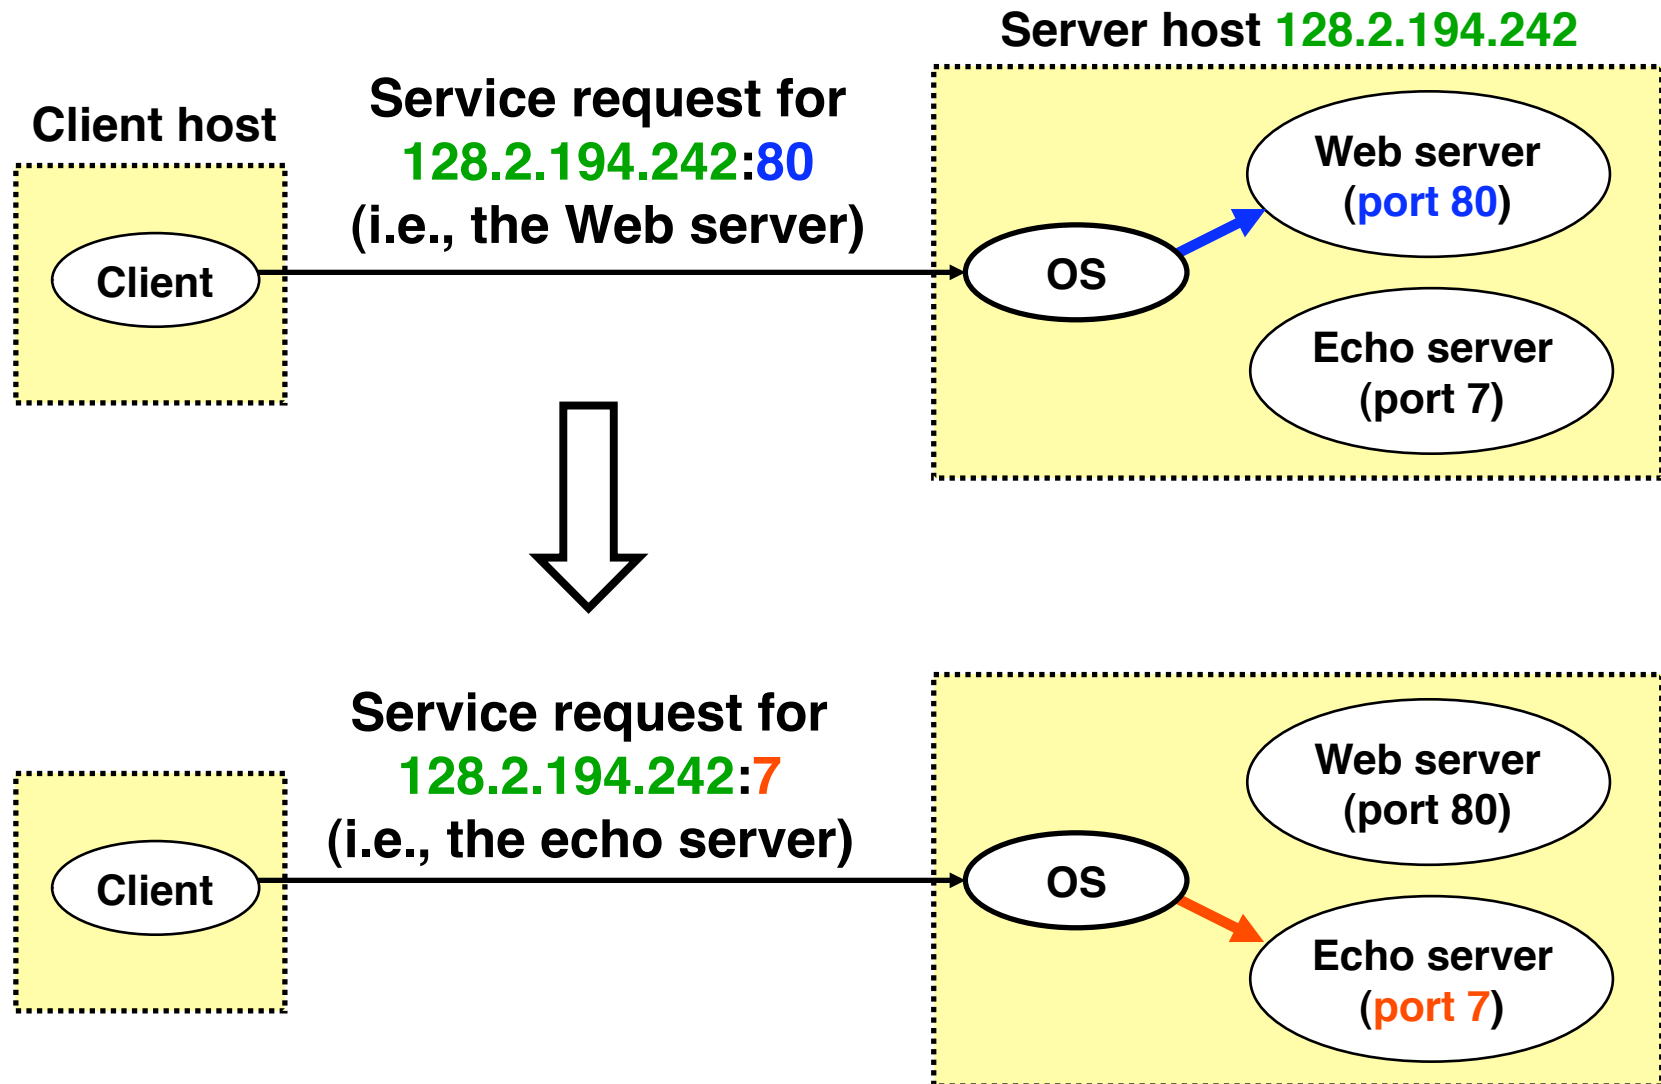 Server host 128.2.194.242
Client host
Service request for
128.2.194.242:80
(i.e., the Web server)
Client
OS
Web server
(port 80)
Echo server
(port 7)
Service request for
128.2.194.242:7
(i.e., the echo server)
Client
OS
Web server
(port 80)
Echo server
(port 7)